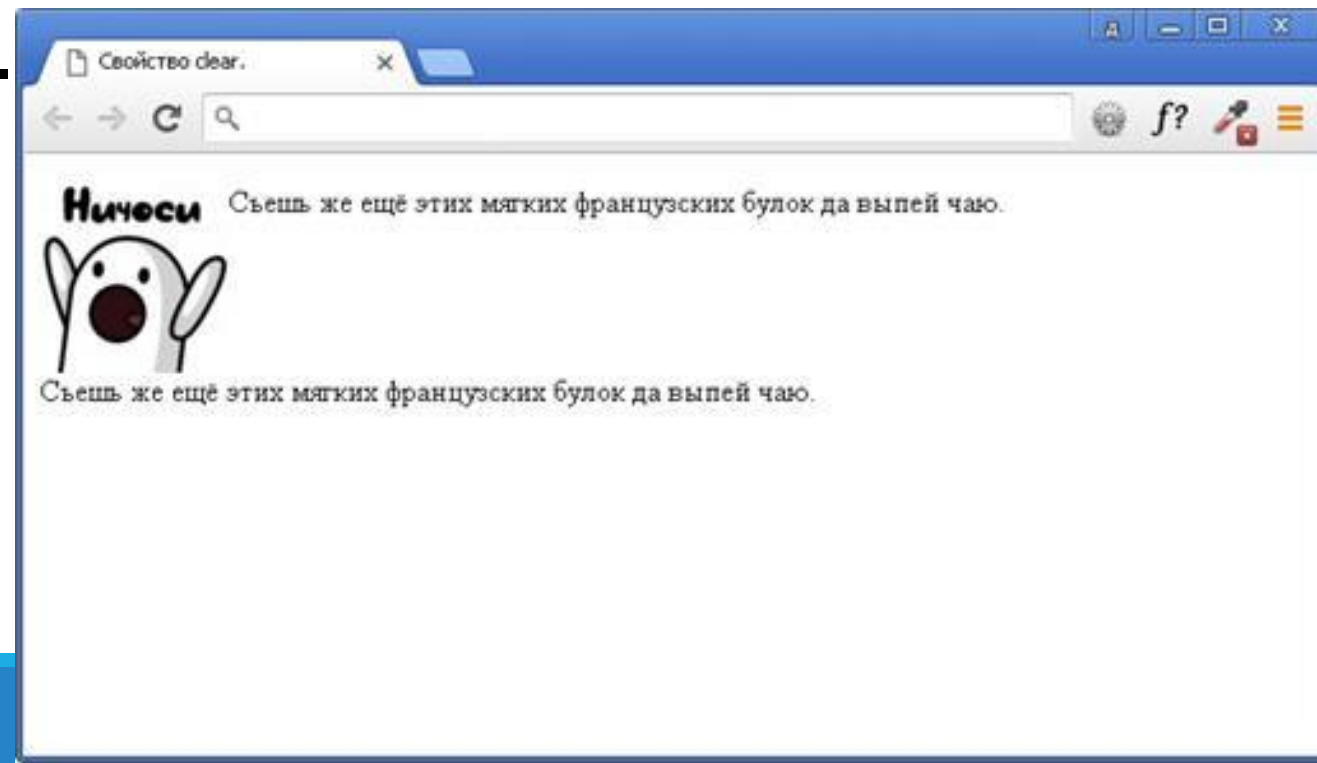 Свойство clear.
f?
Ничоси
Съешь же ещё этих мягких французских булок да выпей чаю.
Съешь же ещё этих мягких французских булок да выпей чаю.